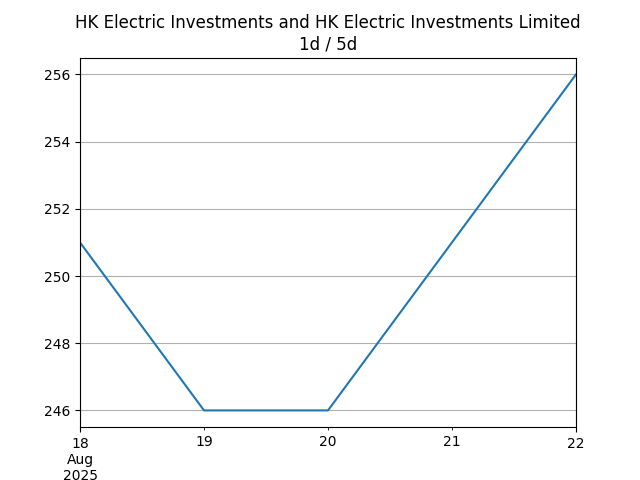 HK Electric Investments and HK Electric Investments Limited
1d / 5d
256
254
252
250
248
246
18 19 20 21 22
Aug
2025